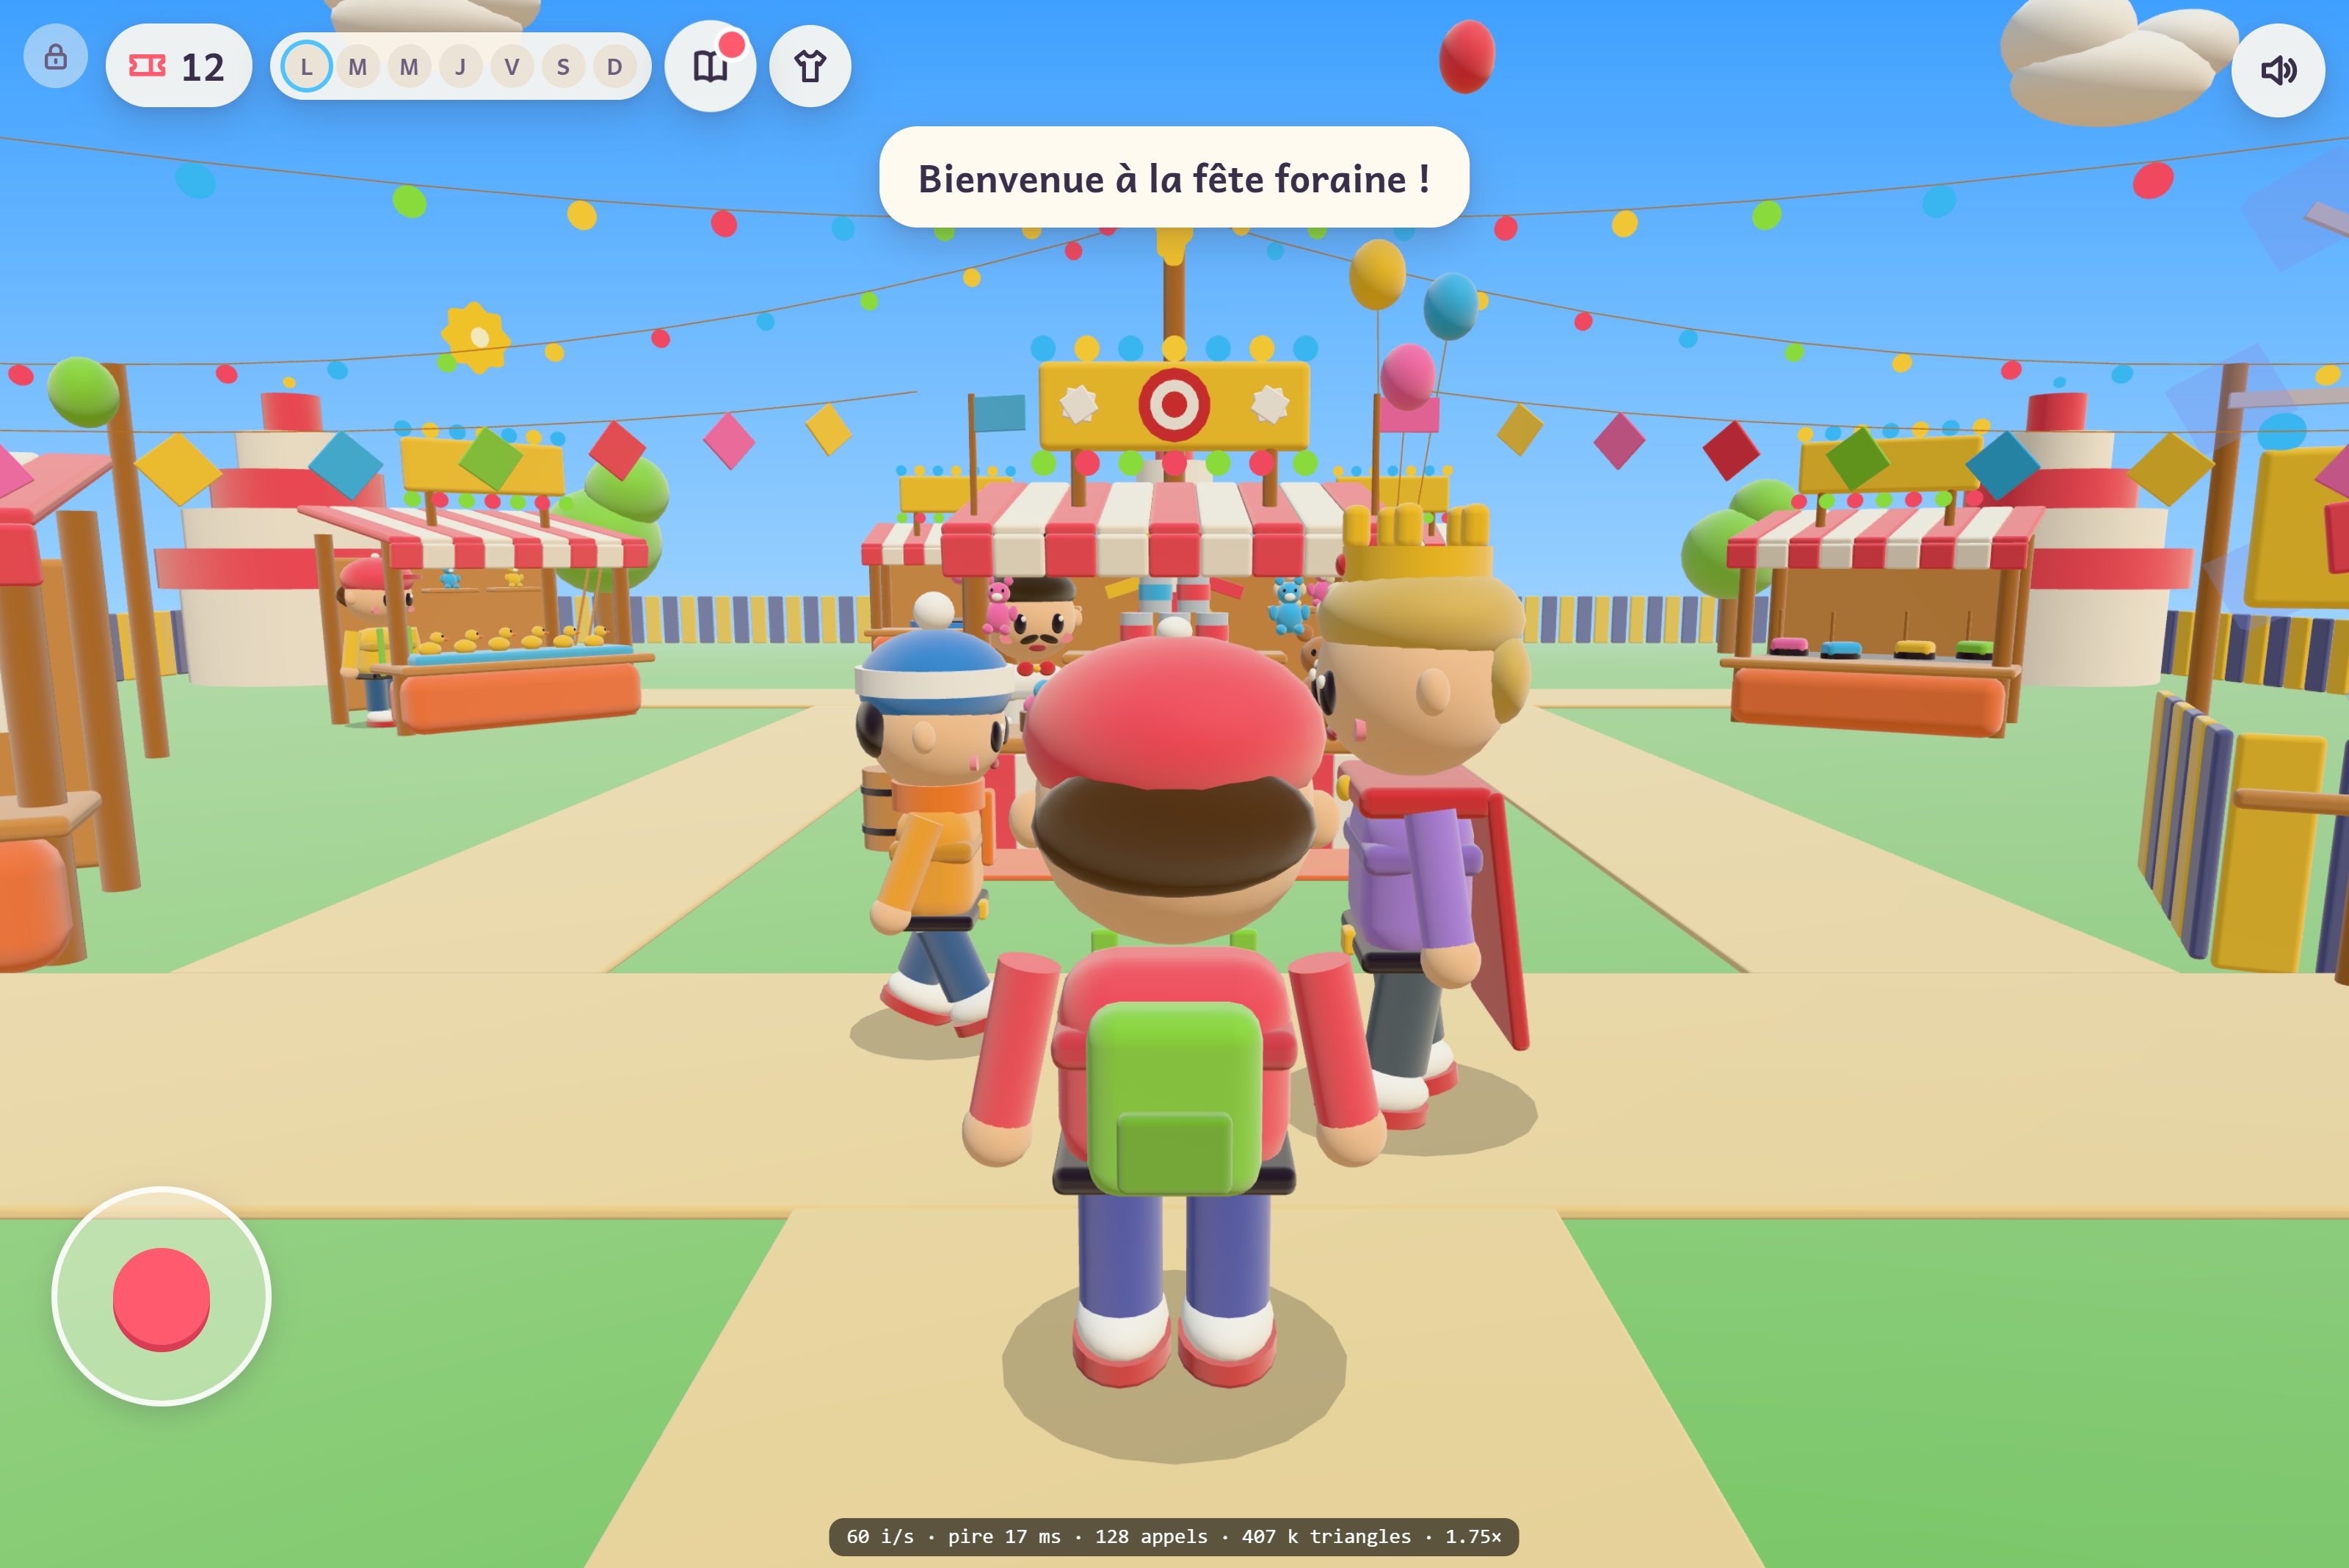 12
L M M J V S D
Bienvenue à la fête foraine !
60 i/s · pire 17 ms · 128 appels · 407 k triangles · 1.75×